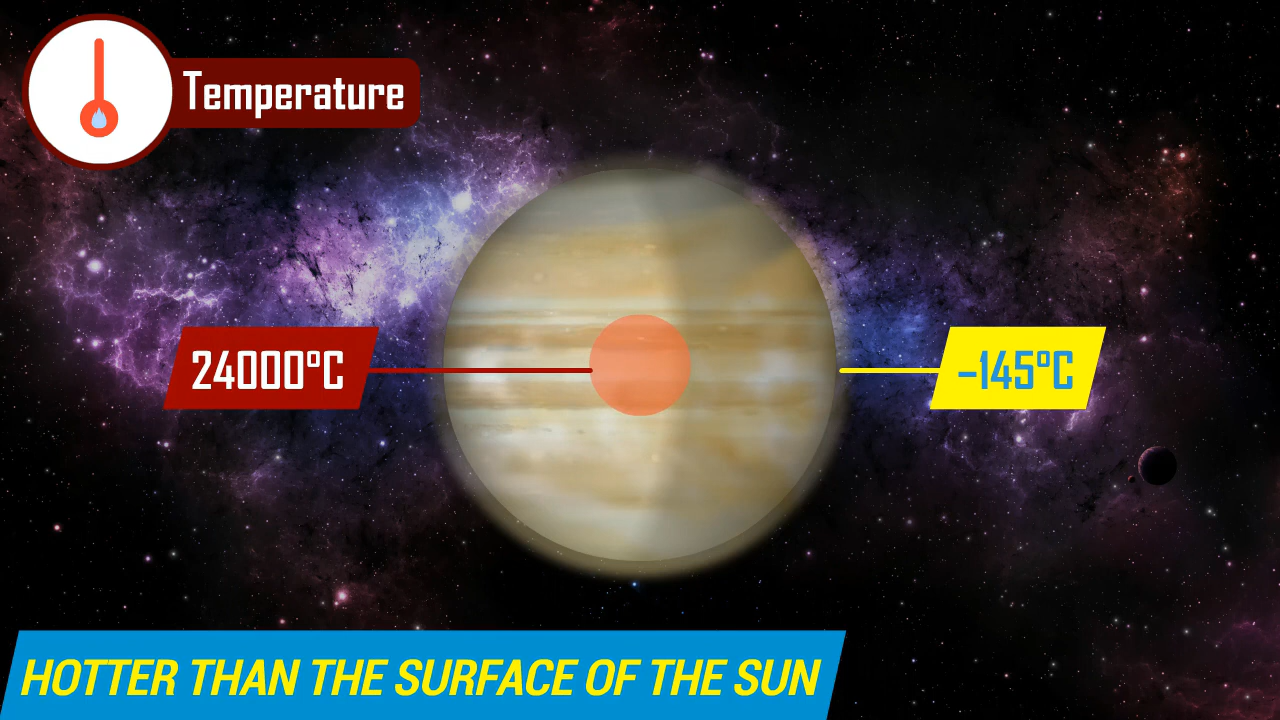 Temperature
24000°C
-145°C
HOTTER THAN THE SURFACE OF THE SUN